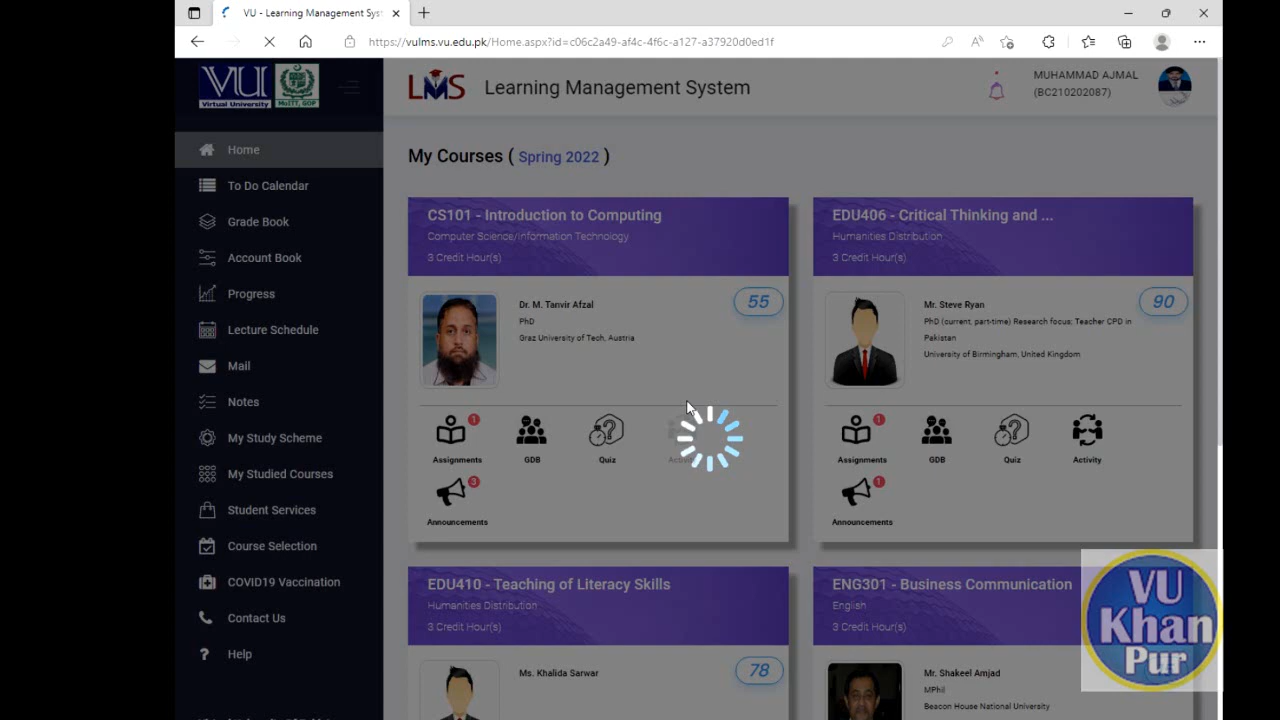 VU - Learning Management Sys
https://vulms.vu.edu.pk/Home.aspx?id=c06c2a49-af4c-4f6c-a127-a37920d0ed1f
VU
Virtual University
MoITT, GOP
LMS
Learning Management System
MUHAMMAD AJMAL
(BC210202087)
Home
To Do Calendar
Grade Book
Account Book
Progress
Lecture Schedule
Mail
Notes
My Study Scheme
My Studied Courses
Student Services
Course Selection
COVID19 Vaccination
Contact Us
Help
My Courses ( Spring 2022 )
CS101 - Introduction to Computing
Computer Science/Information Technology
3 Credit Hour(s)
Dr. M. Tanvir Afzal
PhD
Graz University of Tech, Austria
55
Assignments
1
GDB
Quiz
Announcements
3
EDU406 - Critical Thinking and ...
Humanities Distribution
3 Credit Hour(s)
Mr. Steve Ryan
PhD (current, part-time) Research focus: Teacher CPD in
Pakistan
University of Birmingham, United Kingdom
90
Assignments
1
GDB
Quiz
Activity
Announcements
1
EDU410 - Teaching of Literacy Skills
Humanities Distribution
3 Credit Hour(s)
Ms. Khalida Sarwar
78
ENG301 - Business Communication
English
3 Credit Hour(s)
Mr. Shakeel Amjad
MPhil
Beacon House National University
VU
Khan
Pur